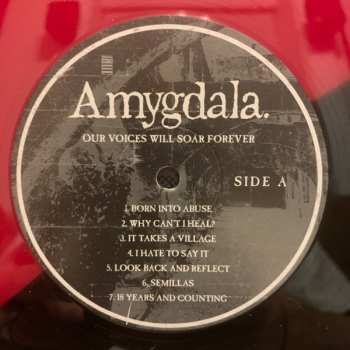 Amygdala.
OUR VOICES WILL SOAR FOREVER
SIDE A
1. BORN INTO ABUSE
2. WHY CAN'T I HEAL?
3. IT TAKES A VILLAGE
4. I HATE TO SAY IT
5. LOOK BACK AND REFLECT
6. SEMILLAS
7. 18 YEARS AND COUNTING